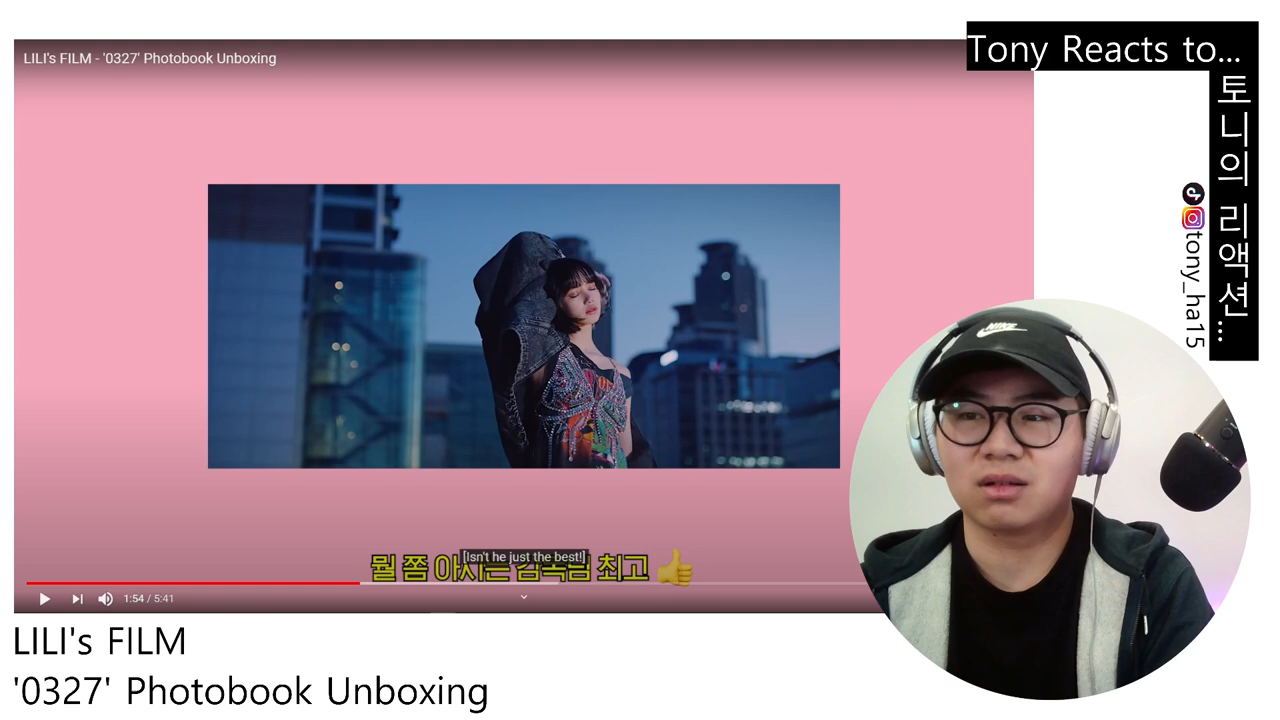 LILI's FILM - '0327' Photobook Unboxing
Tony Reacts to...
토니의 리액션...
tony_ha15
NIKE
[Isn't he just the best!]
뭘 쫌 아시는 감독님 최고
1:54 / 5:41
LILI's FILM
'0327' Photobook Unboxing